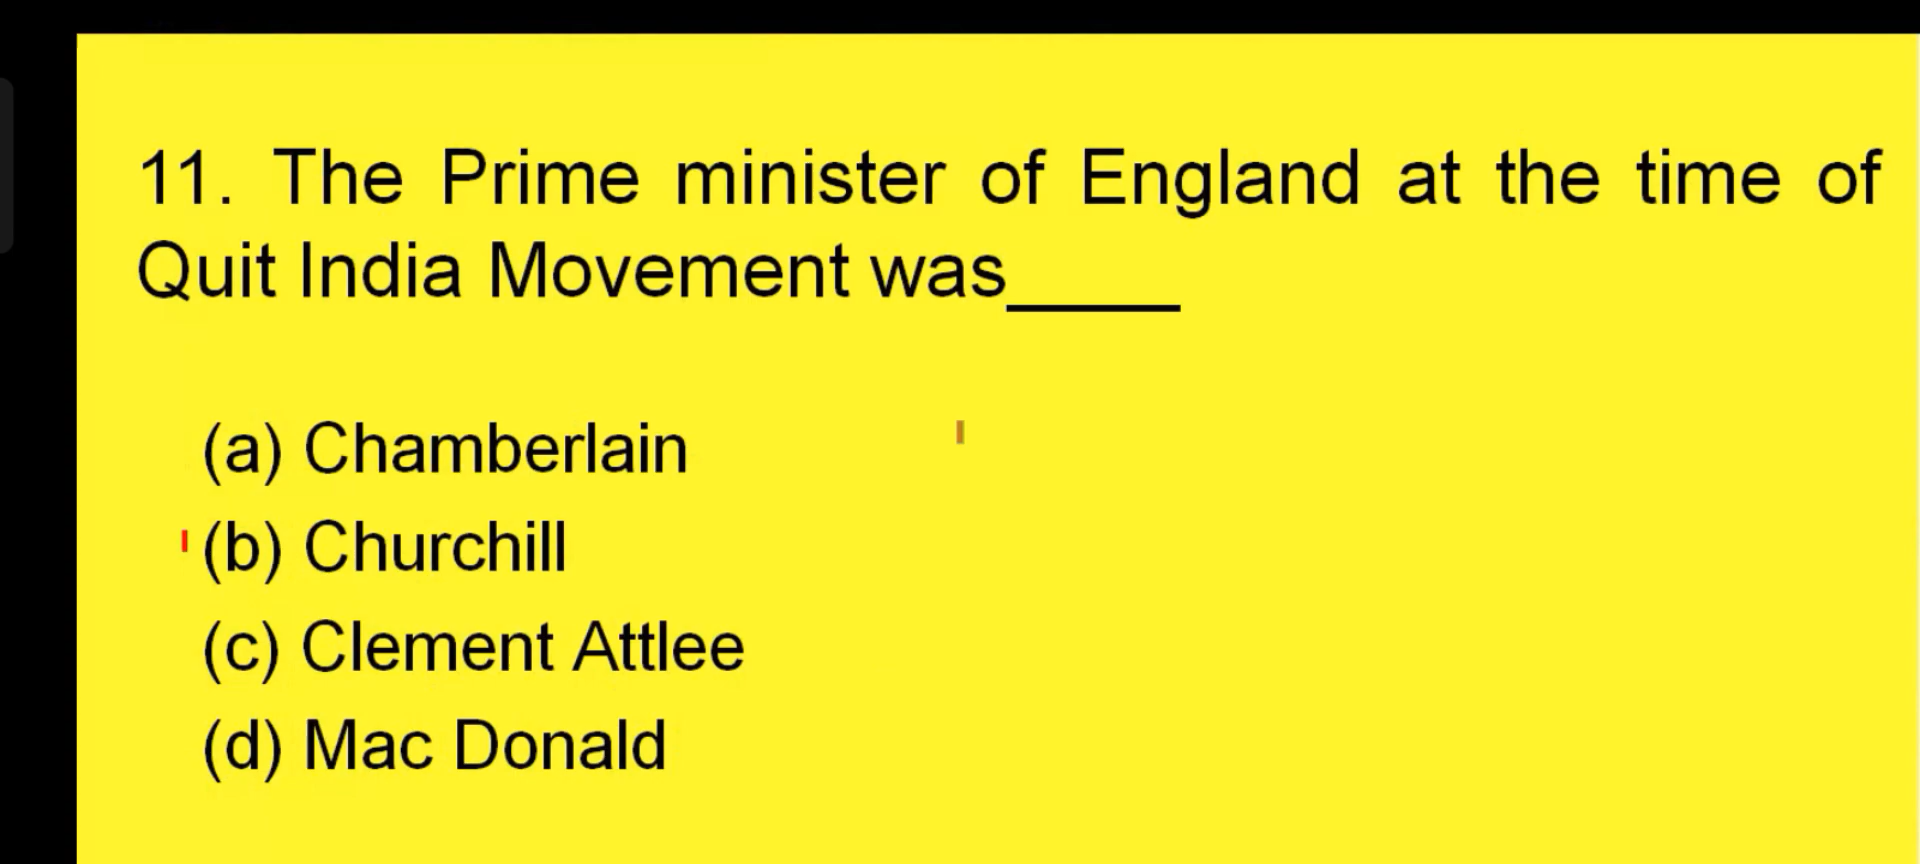 11. The Prime minister of England at the time of
Quit India Movement was____
(a) Chamberlain
(b) Churchill
(c) Clement Attlee
(d) Mac Donald